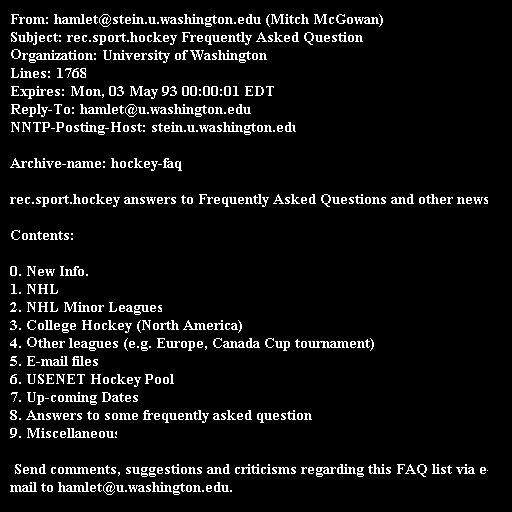 From: hamlet@stein.u.washington.edu (Mitch McGowan)
Subject: rec.sport.hockey Frequently Asked Question
Organization: University of Washington
Lines: 1768
Expires: Mon, 03 May 93 00:00:01 EDT
Reply-To: hamlet@u.washington.edu
NNTP-Posting-Host: stein.u.washington.edu
Archive-name: hockey-faq
rec.sport.hockey answers to Frequently Asked Questions and other news
Contents:
0. New Info.
1. NHL
2. NHL Minor Leagues
3. College Hockey (North America)
4. Other leagues (e.g. Europe, Canada Cup tournament)
5. E-mail files
6. USENET Hockey Pool
7. Up-coming Dates
8. Answers to some frequently asked question
9. Miscellaneous
Send comments, suggestions and criticisms regarding this FAQ list via e-
mail to hamlet@u.washington.edu.